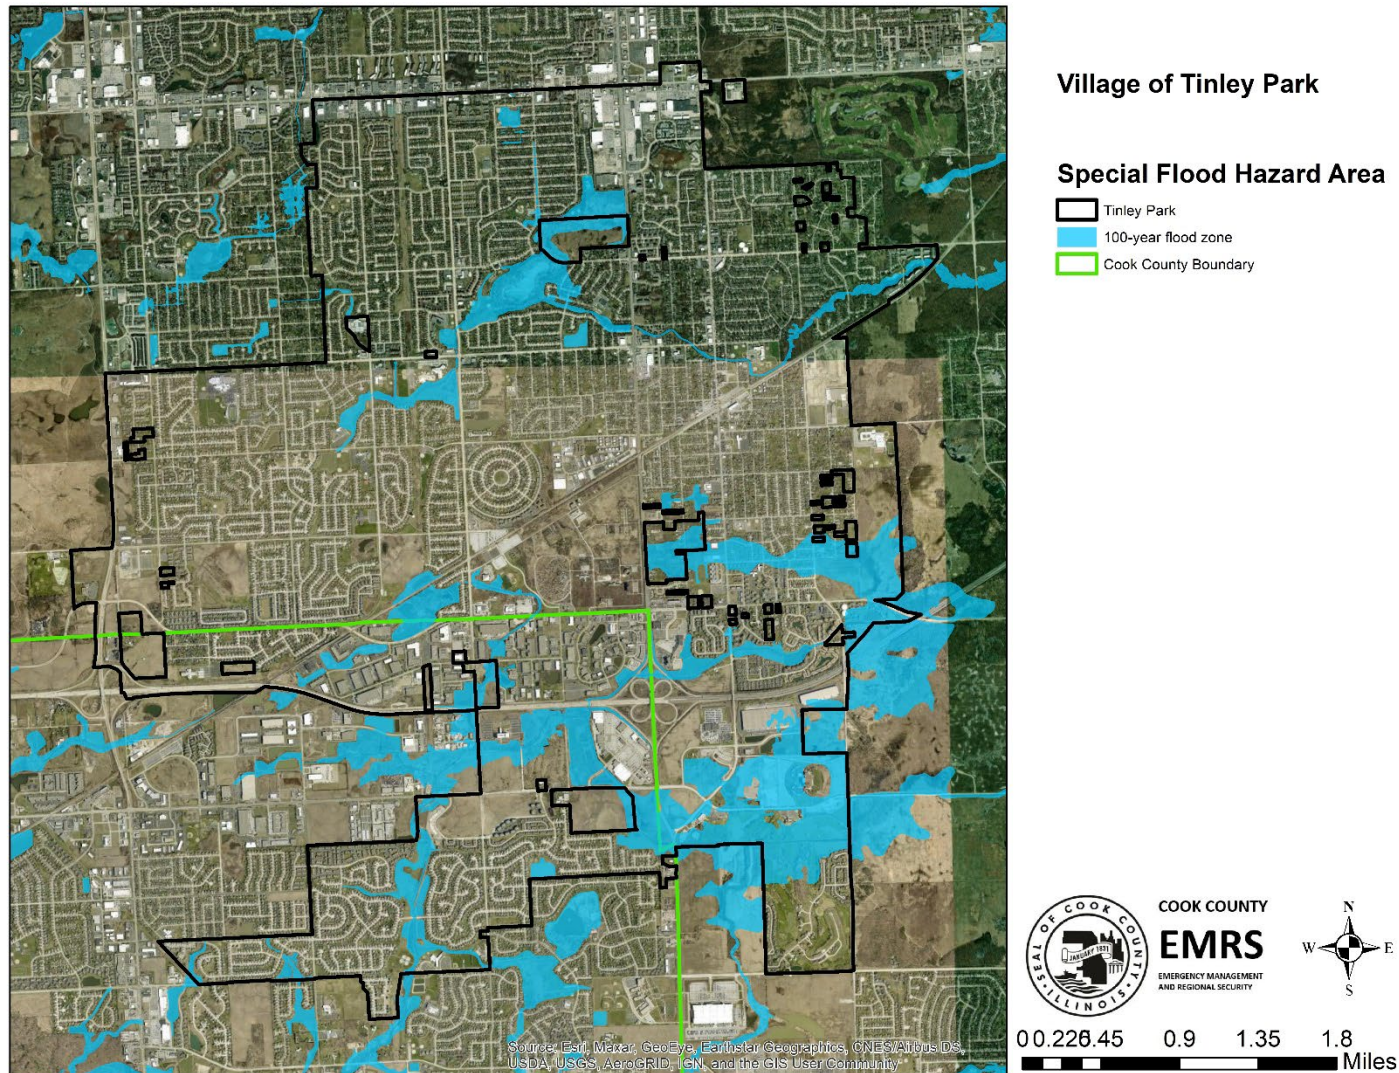 Village of Tinley Park
Special Flood Hazard Area
Tinley Park
100-year flood zone
Cook County Boundary
SEAL OF COOK COUNTY
JANUARY 1831
ILLINOIS
COOK COUNTY
EMRS
EMERGENCY MANAGEMENT
AND REGIONAL SECURITY
N
W
E
S
0 0.225 0.45 0.9 1.35 1.8
Miles
Source: Esri, Maxar, GeoEye, Earthstar Geographics, CNES/Airbus DS,
USDA, USGS, AeroGRID, IGN, and the GIS User Community